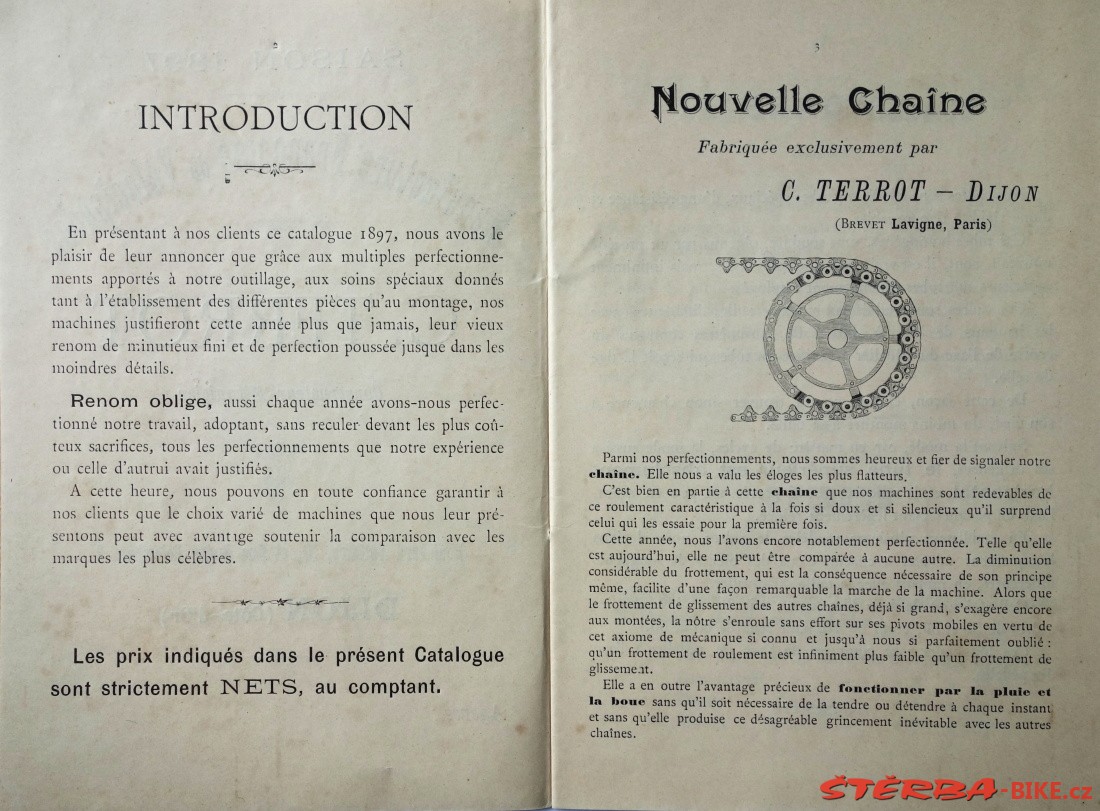 2
INTRODUCTION
En présentant à nos clients ce catalogue 1897, nous avons le
plaisir de leur annoncer que grâce aux multiples perfectionne-
ments apportés à notre outillage, aux soins spéciaux donnés
tant à l'établissement des différentes pièces qu'au montage, nos
machines justifieront cette année plus que jamais, leur vieux
renom de minutieux fini et de perfection poussée jusque dans les
moindres détails.
Renom oblige, aussi chaque année avons-nous perfec-
tionné notre travail, adoptant, sans reculer devant les plus coû-
teux sacrifices, tous les perfectionnements que notre expérience
ou celle d'autrui avait justifiés.
A cette heure, nous pouvons en toute confiance garantir à
nos clients que le choix varié de machines que nous leur pré-
sentons peut avec avantage soutenir la comparaison avec les
marques les plus célèbres.
Les prix indiqués dans le présent Catalogue
sont strictement NETS, au comptant.
3
Nouvelle Chaîne
Fabriquée exclusivement par
C. TERROT — DIJON
(BREVET Lavigne, Paris)
Parmi nos perfectionnements, nous sommes heureux et fier de signaler notre
chaîne. Elle nous a valu les éloges les plus flatteurs.
C'est bien en partie à cette chaîne que nos machines sont redevables de
ce roulement caractéristique à la fois si doux et si silencieux qu'il surprend
celui qui les essaie pour la première fois.
Cette année, nous l'avons encore notablement perfectionnée. Telle qu'elle
est aujourd'hui, elle ne peut être comparée à aucune autre. La diminution
considérable du frottement, qui est la conséquence nécessaire de son principe
même, facilite d'une façon remarquable la marche de la machine. Alors que
le frottement de glissement des autres chaînes, déjà si grand, s'exagère encore
aux montées, la nôtre s'enroule sans effort sur ses pivots mobiles en vertu de
cet axiome de mécanique si connu et jusqu'à nous si parfaitement oublié :
qu'un frottement de roulement est infiniment plus faible qu'un frottement de
glissement.
Elle a en outre l'avantage précieux de fonctionner par la pluie et
la boue sans qu'il soit nécessaire de la tendre ou détendre à chaque instant
et sans qu'elle produise ce désagréable grincement inévitable avec les autres
chaînes.
ŠTĚRBA-BIKE.cz